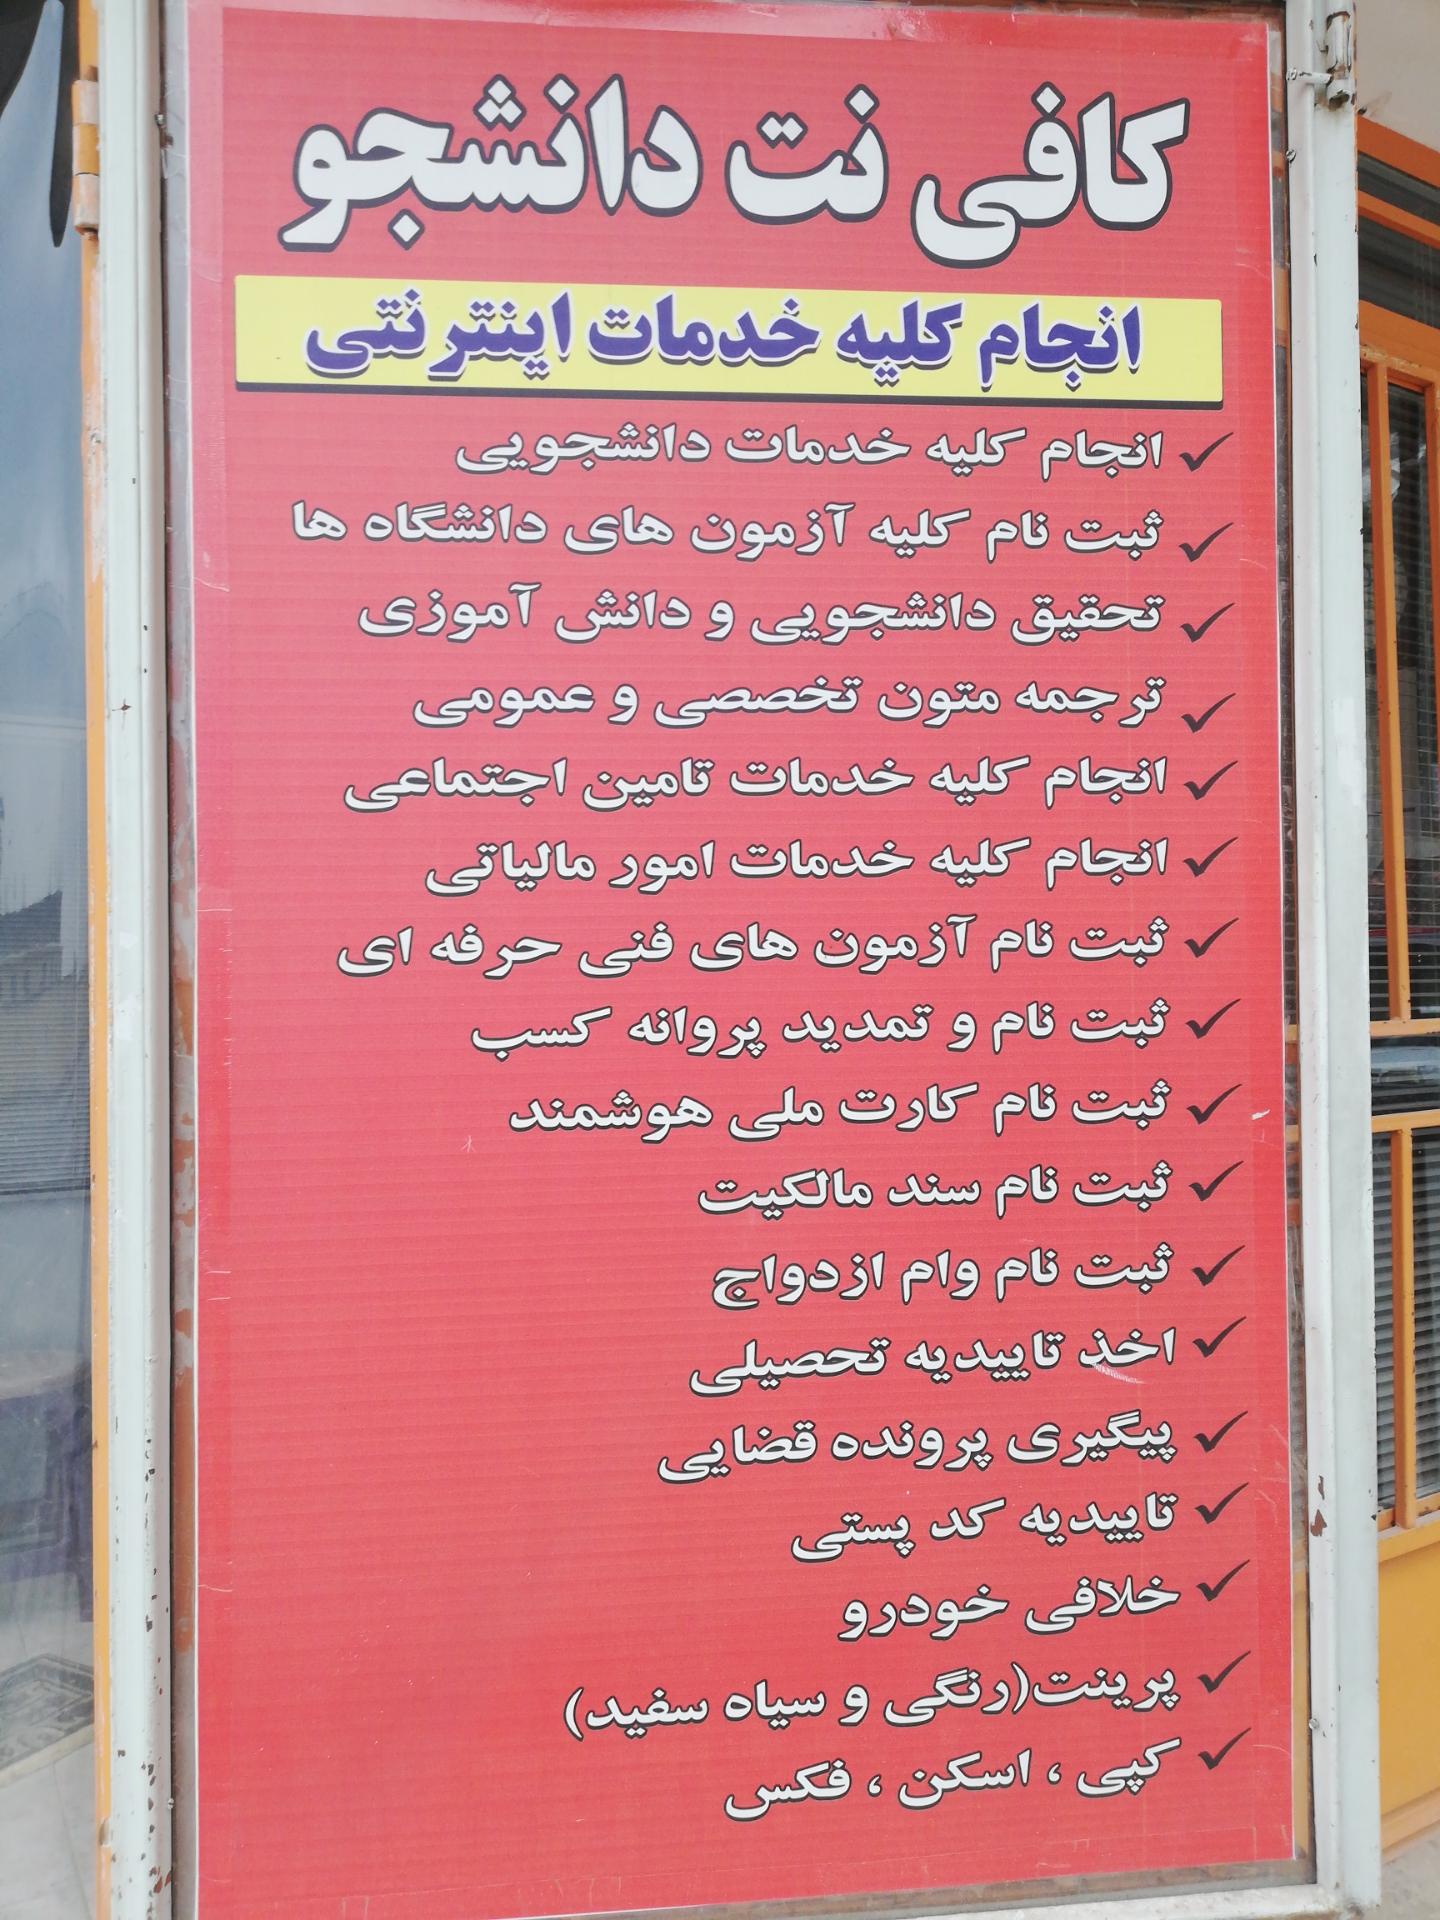 کافی نت دانشجو
انجام کلیه خدمات اینترنتی
✓ انجام کلیه خدمات دانشجویی
✓ ثبت نام کلیه آزمون های دانشگاه ها
✓ تحقیق دانشجویی و دانش آموزی
✓ ترجمه متون تخصصی و عمومی
✓ انجام کلیه خدمات تامین اجتماعی
✓ انجام کلیه خدمات امور مالیاتی
✓ ثبت نام آزمون های فنی حرفه ای
✓ ثبت نام و تمدید پروانه کسب
✓ ثبت نام کارت ملی هوشمند
✓ ثبت نام سند مالکیت
✓ ثبت نام وام ازدواج
✓ اخذ تاییدیه تحصیلی
✓ پیگیری پرونده قضایی
✓ تاییدیه کد پستی
✓ خلافی خودرو
✓ پرینت(رنگی و سیاه سفید)
✓ کپی ، اسکن ، فکس